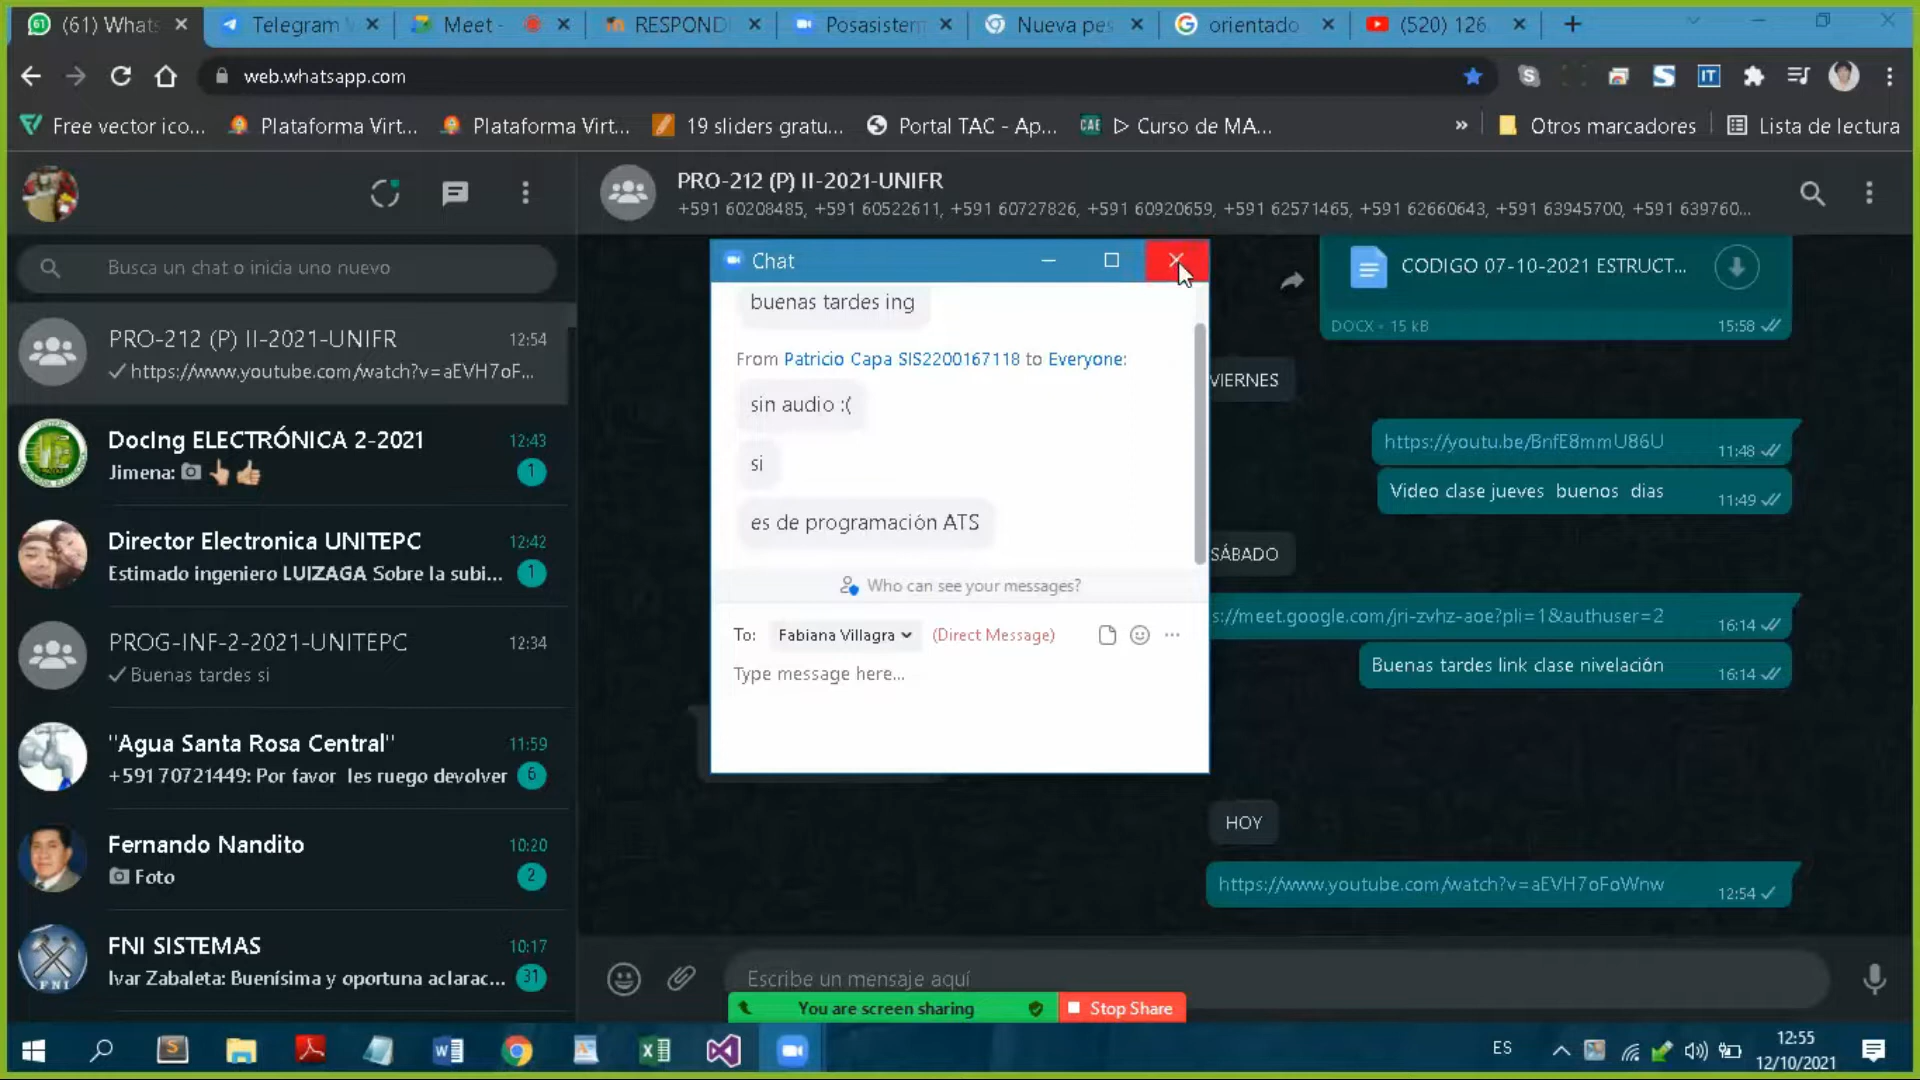 (61) Whats
Telegram
Meet -
RESPOND
Posasistem
Nueva pes
orientado
(520) 126
web.whatsapp.com
Free vector ico...
Plataforma Virt...
Plataforma Virt...
19 sliders gratu...
Portal TAC - Ap...
CAE
▷ Curso de MA...
»
Otros marcadores
Lista de lectura
PRO-212 (P) II-2021-UNIFR
+591 60208485, +591 60522611, +591 60727826, +591 60920659, +591 62571465, +591 62660643, +591 63945700, +591 639760...
Busca un chat o inicia uno nuevo
PRO-212 (P) II-2021-UNIFR
12:54
https://www.youtube.com/watch?v=aEVH7oF...
DocIng ELECTRÓNICA 2-2021
12:43
Jimena:
1
Director Electronica UNITEPC
12:42
Estimado ingeniero LUIZAGA Sobre la subi...
1
PROG-INF-2-2021-UNITEPC
12:34
Buenas tardes si
"Agua Santa Rosa Central"
11:59
+591 70721449: Por favor les ruego devolver
6
Fernando Nandito
10:20
Foto
2
FNI SISTEMAS
10:17
Ivar Zabaleta: Buenísima y oportuna aclarac...
31
FNI
Chat
buenas tardes ing
From Patricio Capa SIS2200167118 to Everyone:
sin audio :(
si
es de programación ATS
Who can see your messages?
To: Fabiana Villagra (Direct Message)
Type message here...
CODIGO 07-10-2021 ESTRUCT...
DOCX • 15 kB
15:58
VIERNES
https://youtu.be/BnfE8mmU86U
11:48
Video clase jueves buenos dias
11:49
SÁBADO
s://meet.google.com/jri-zvhz-aoe?pli=1&authuser=2
16:14
Buenas tardes link clase nivelación
16:14
HOY
https://www.youtube.com/watch?v=aEVH7oFoWnw
12:54
Escribe un mensaje aquí
You are screen sharing
Stop Share
ES
12:55
12/10/2021